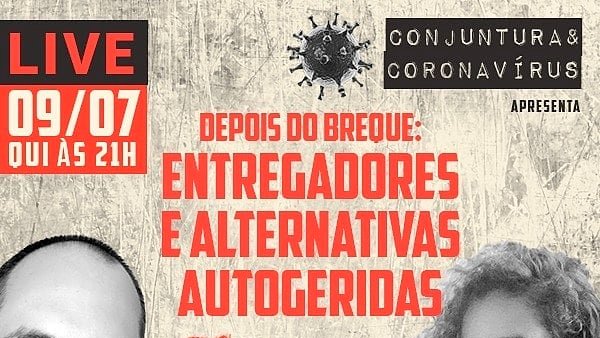 LIVE
09/07
QUI ÀS 21H
CONJUNTURA&
CORONAVÍRUS
APRESENTA
DEPOIS DO BREQUE:
ENTREGADORES
E ALTERNATIVAS
AUTOGERIDAS